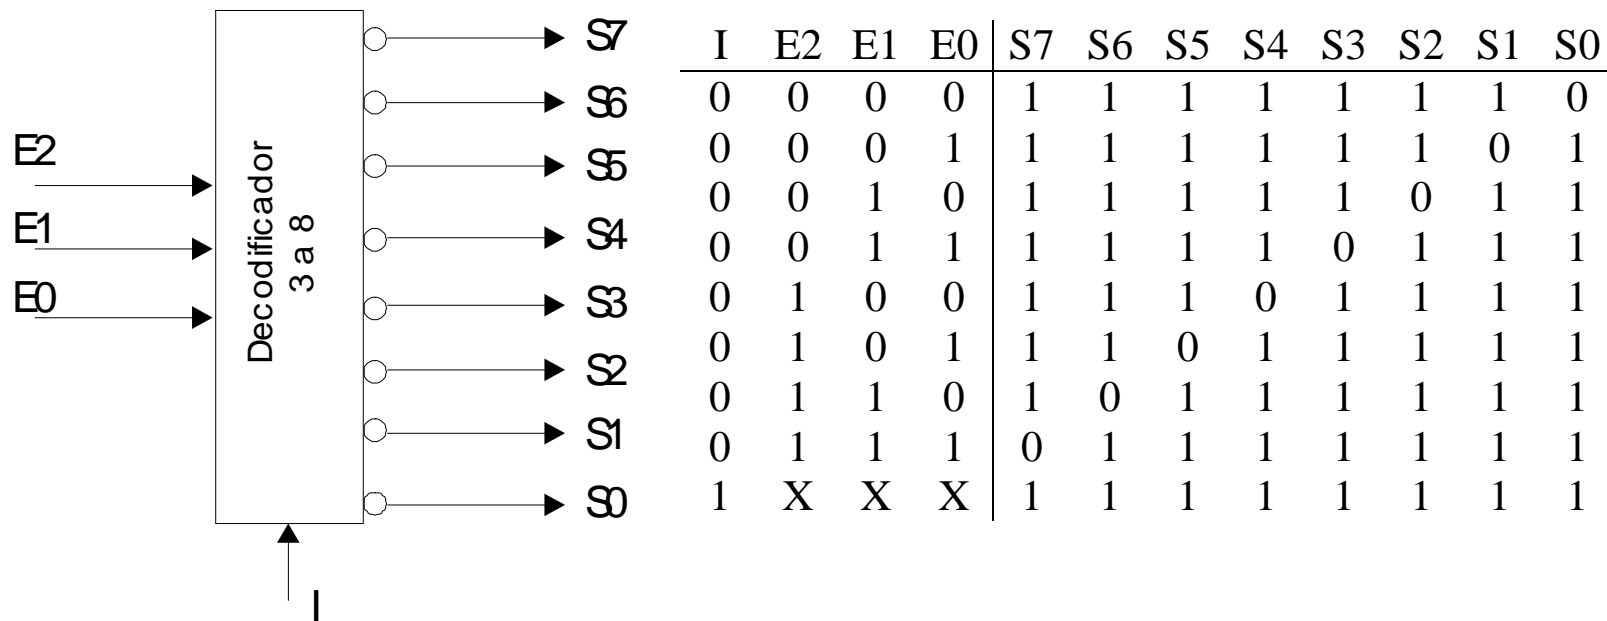 S7
S6
S5
S4
S3
S2
S1
S0
E2
E1
E0
Decodificador
3 a 8
I
I E2 E1 E0 S7 S6 S5 S4 S3 S2 S1 S0
0 0 0 0 1 1 1 1 1 1 1 0
0 0 0 1 1 1 1 1 1 1 0 1
0 0 1 0 1 1 1 1 1 0 1 1
0 0 1 1 1 1 1 1 0 1 1 1
0 1 0 0 1 1 1 0 1 1 1 1
0 1 0 1 1 1 0 1 1 1 1 1
0 1 1 0 1 0 1 1 1 1 1 1
0 1 1 1 0 1 1 1 1 1 1 1
1 X X X 1 1 1 1 1 1 1 1